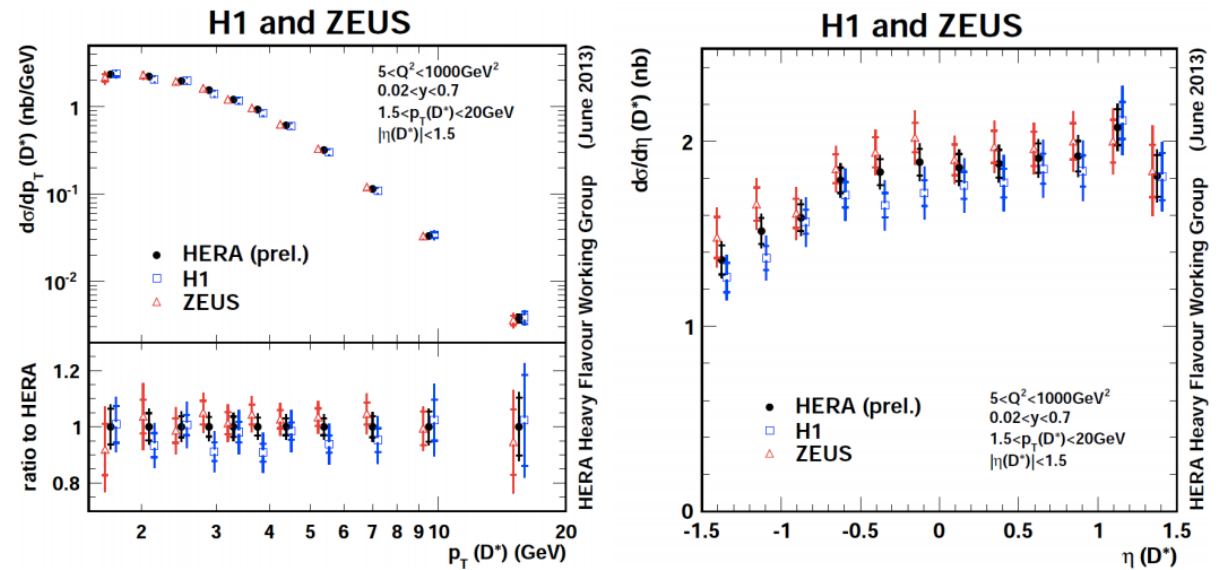 H1 and ZEUS
dσ/dp_T (D*) (nb/GeV)
1
10⁻¹
10⁻²
5<Q²<1000GeV²
0.02<y<0.7
1.5<p_T(D*)<20GeV
|η(D*)|<1.5
HERA (prel.)
H1
ZEUS
ratio to HERA
1.2
1
0.8
2 3 4 5 6 7 8 9 10 20
p_T (D*) (GeV)
HERA Heavy Flavour Working Group (June 2013)
H1 and ZEUS
dσ/dη (D*) (nb)
2
1
0
HERA (prel.)
H1
ZEUS
5<Q²<1000GeV²
0.02<y<0.7
1.5<p_T(D*)<20GeV
|η(D*)|<1.5
-1.5 -1 -0.5 0 0.5 1 1.5
η (D*)
HERA Heavy Flavour Working Group (June 2013)